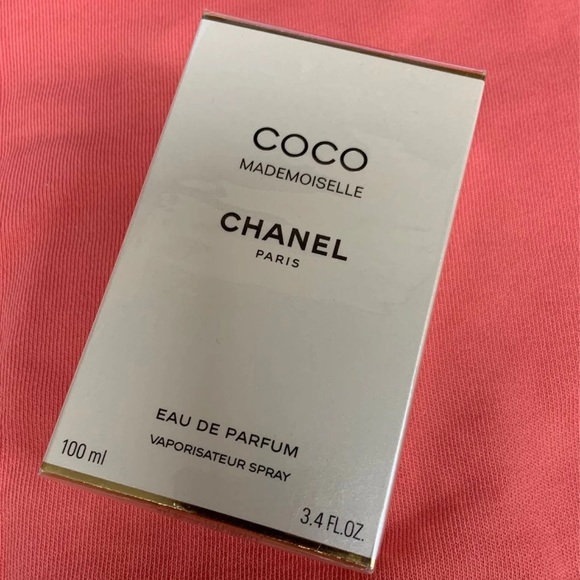 COCO
MADEMOISELLE
CHANEL
PARIS
EAU DE PARFUM
VAPORISATEUR SPRAY
100 ml
3.4 FL.OZ.